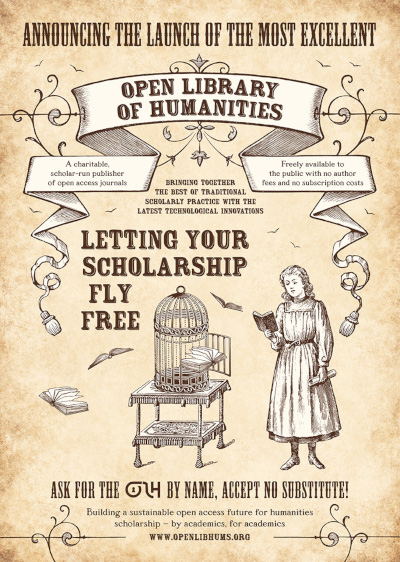 ANNOUNCING THE LAUNCH OF THE MOST EXCELLENT
OPEN LIBRARY
OF HUMANITIES
A charitable,
scholar-run publisher
of open access journals
Freely available to
the public with no author
fees and no subscription costs
BRINGING TOGETHER
THE BEST OF TRADITIONAL
SCHOLARLY PRACTICE WITH THE
LATEST TECHNOLOGICAL INNOVATIONS
LETTING YOUR
SCHOLARSHIP
FLY
FREE
ASK FOR THE OLH BY NAME, ACCEPT NO SUBSTITUTE!
Building a sustainable open access future for humanities
scholarship – by academics, for academics
WWW.OPENLIBHUMS.ORG